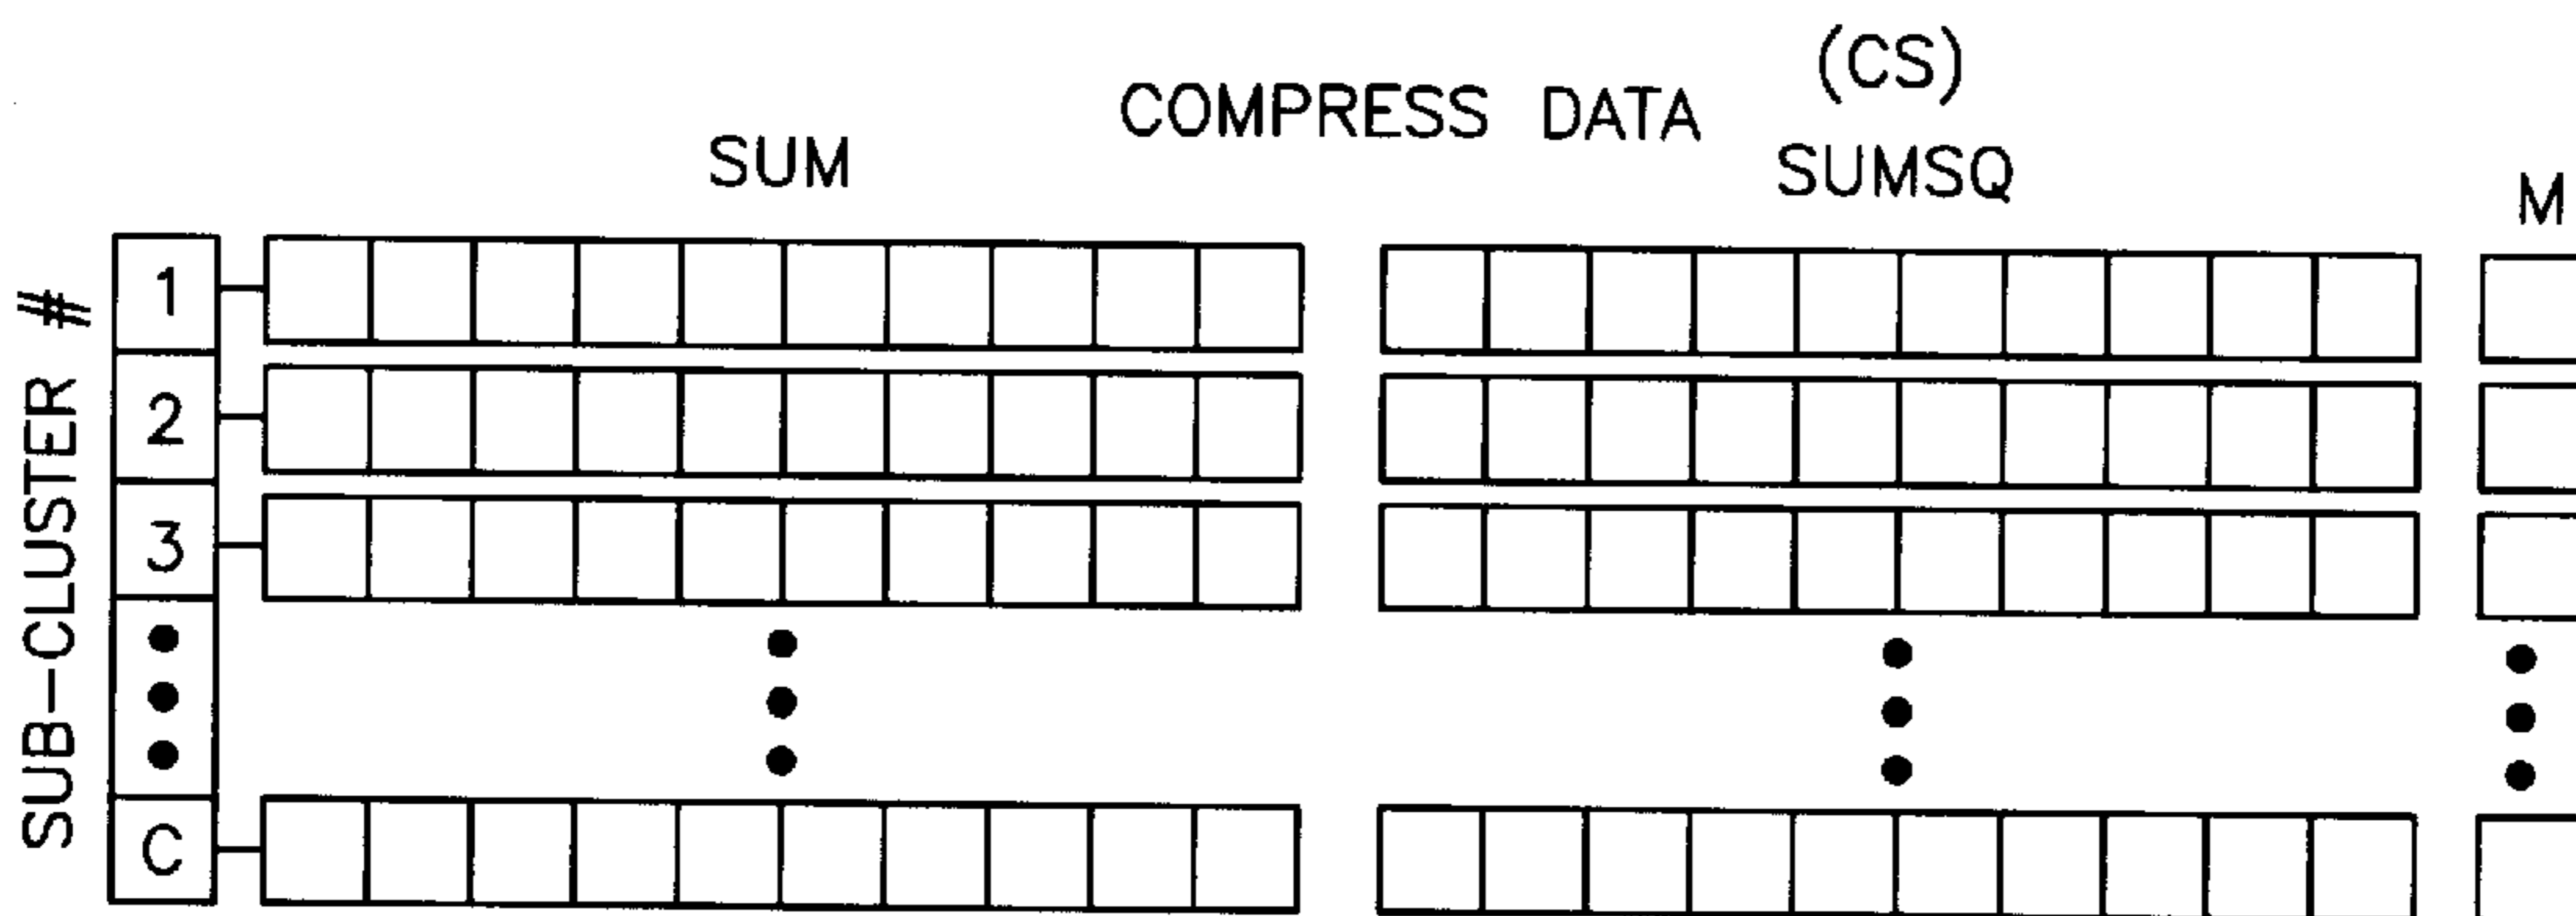 (CS)
COMPRESS DATA
SUM
SUMSQ
M
SUB-CLUSTER #
1
2
3
C